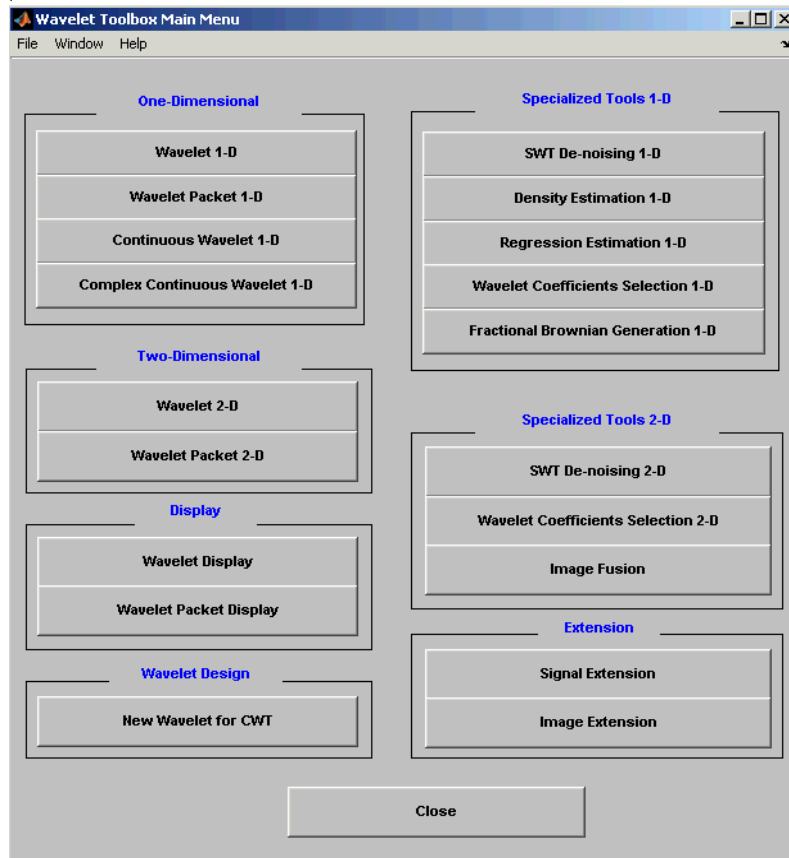 Wavelet Toolbox Main Menu
File Window Help
One-Dimensional
Wavelet 1-D
Wavelet Packet 1-D
Continuous Wavelet 1-D
Complex Continuous Wavelet 1-D
Two-Dimensional
Wavelet 2-D
Wavelet Packet 2-D
Display
Wavelet Display
Wavelet Packet Display
Wavelet Design
New Wavelet for CWT
Specialized Tools 1-D
SWT De-noising 1-D
Density Estimation 1-D
Regression Estimation 1-D
Wavelet Coefficients Selection 1-D
Fractional Brownian Generation 1-D
Specialized Tools 2-D
SWT De-noising 2-D
Wavelet Coefficients Selection 2-D
Image Fusion
Extension
Signal Extension
Image Extension
Close